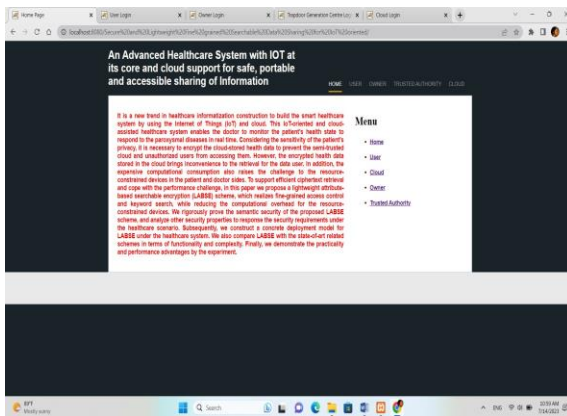 Home Page
User Login
Owner Login
Trapdoor Generation Centre Log
Cloud Login
An Advanced Healthcare System with IOT at
its core and cloud support for safe, portable
and accessible sharing of Information
HOME USER OWNER TRUSTED AUTHORITY CLOUD
It is a new trend in healthcare informatization construction to build the smart healthcare
system by using the Internet of Things (IoT) and cloud. This IoT-oriented and cloud-
assisted healthcare system enables the doctor to monitor the patient's health state to
respond to the paroxysmal diseases in real time. Considering the sensitivity of the patient's
privacy, it is necessary to encrypt the cloud-stored health data to prevent the semi-trusted
cloud and unauthorized users from accessing them. However, the encrypted health data
stored in the cloud brings inconvenience to the retrieval for the data user. In addition, the
expensive computational consumption also raises the challenge to the resource-
constrained devices in the patient and doctor sides. To support efficient ciphertext retrieval
and cope with the performance challenge, in this paper we propose a lightweight attribute-
based searchable encryption (LABSE) scheme, which realizes fine-grained access control
and keyword search, while reducing the computational overhead for the resource-
constrained devices. We rigorously prove the semantic security of the proposed LABSE
scheme, and analyze other security properties to response the security requirements under
the healthcare scenario. Subsequently, we construct a concrete deployment model for
LABSE under the healthcare system. We also compare LABSE with the state-of-art related
schemes in terms of functionality and complexity. Finally, we demonstrate the practicality
and performance advantages by the experiment.
Menu
Home
User
Cloud
Owner
Trusted Authority
Mostly sunny
Search
ENG
10:59 AM